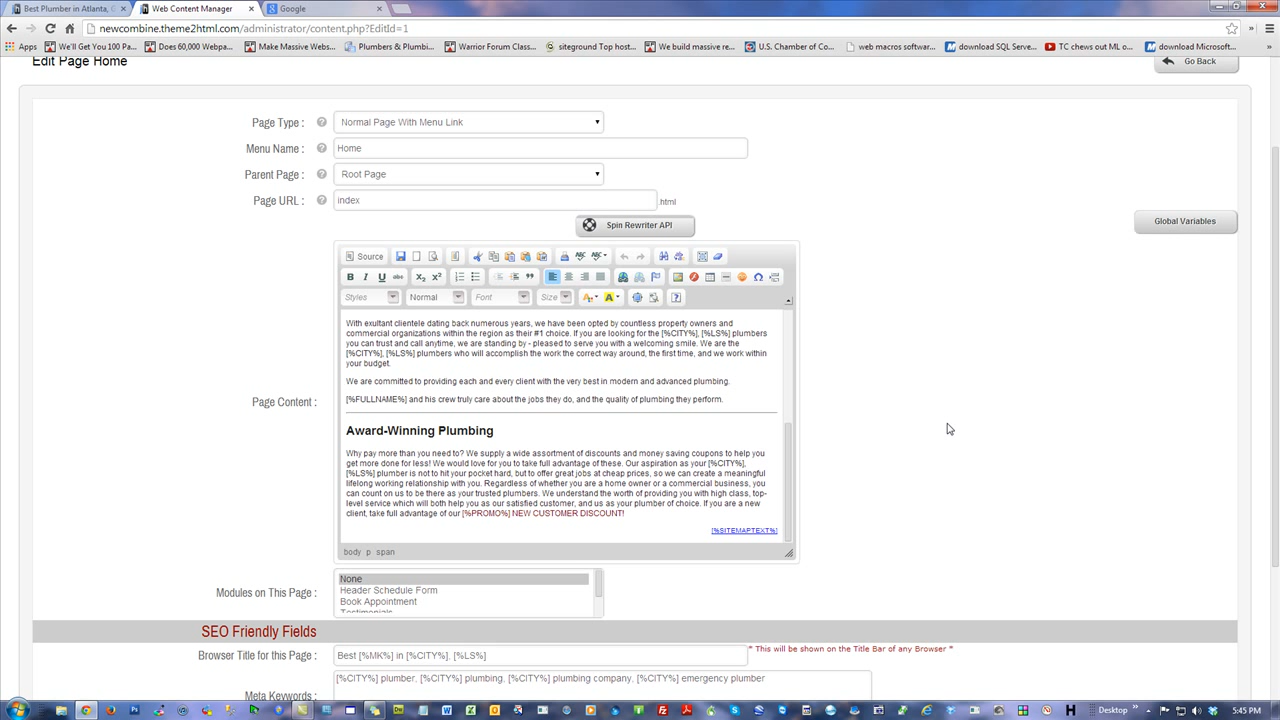 Best Plumber in Atlanta, G
Web Content Manager
Google
newcombine.theme2html.com/administrator/content.php?EditId=1
Apps
We'll Get You 100 Pa...
Does 60,000 Webpa...
Make Massive Webs...
Plumbers & Plumbi...
Warrior Forum Class...
siteground Top host...
We build massive re...
U.S. Chamber of Co...
web macros softwar...
download SQL Serve...
TC chews out ML o...
download Microsoft...
Edit Page Home
Go Back
Page Type :
Normal Page With Menu Link
Menu Name :
Home
Parent Page :
Root Page
Page URL :
index
.html
Spin Rewriter API
Global Variables
Source
Styles
Normal
Font
Size
Page Content :
With exultant clientele dating back numerous years, we have been opted by countless property owners and
commercial organizations within the region as their #1 choice. If you are looking for the [%CITY%], [%LS%] plumbers
you can trust and call anytime, we are standing by - pleased to serve you with a welcoming smile. We are the
[%CITY%], [%LS%] plumbers who will accomplish the work the correct way around, the first time, and we work within
your budget.
We are committed to providing each and every client with the very best in modern and advanced plumbing.
[%FULLNAME%] and his crew truly care about the jobs they do, and the quality of plumbing they perform.
Award-Winning Plumbing
Why pay more than you need to? We supply a wide assortment of discounts and money saving coupons to help you
get more done for less! We would love for you to take full advantage of these. Our aspiration as your [%CITY%],
[%LS%] plumber is not to hit your pocket hard, but to offer great jobs at cheap prices, so we can create a meaningful
lifelong working relationship with you. Regardless of whether you are a home owner or a commercial business, you
can count on us to be there as your trusted plumbers. We understand the worth of providing you with high class, top-
level service which will both help you as our satisfied customer, and us as your plumber of choice. If you are a new
client, take full advantage of our [%PROMO%] NEW CUSTOMER DISCOUNT!
[%SITEMAPTEXT%]
body p span
Modules on This Page :
None
Header Schedule Form
Book Appointment
Testimonials
SEO Friendly Fields
Browser Title for this Page :
Best [%MK%] in [%CITY%], [%LS%]
* This will be shown on the Title Bar of any Browser *
Meta Keywords :
[%CITY%] plumber, [%CITY%] plumbing, [%CITY%] plumbing company, [%CITY%] emergency plumber
Desktop
5:45 PM